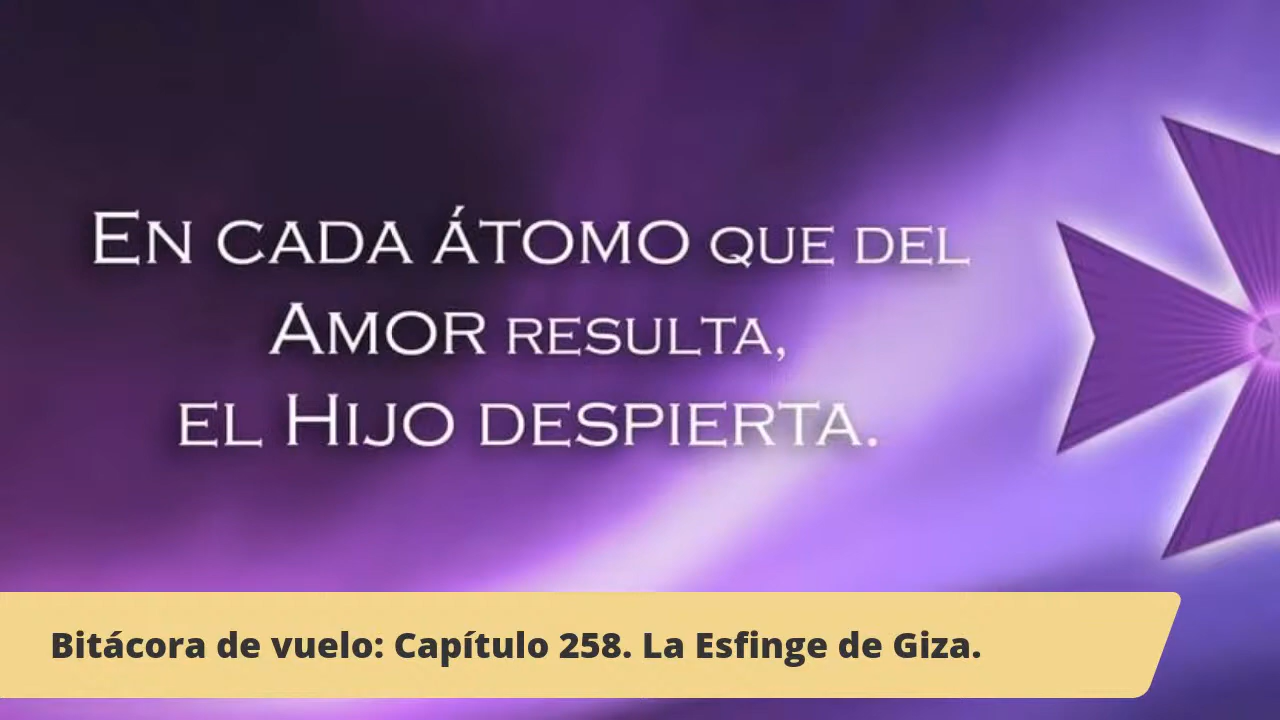 En cada átomo que del
Amor resulta,
el Hijo despierta.
Bitácora de vuelo: Capítulo 258. La Esfinge de Giza.